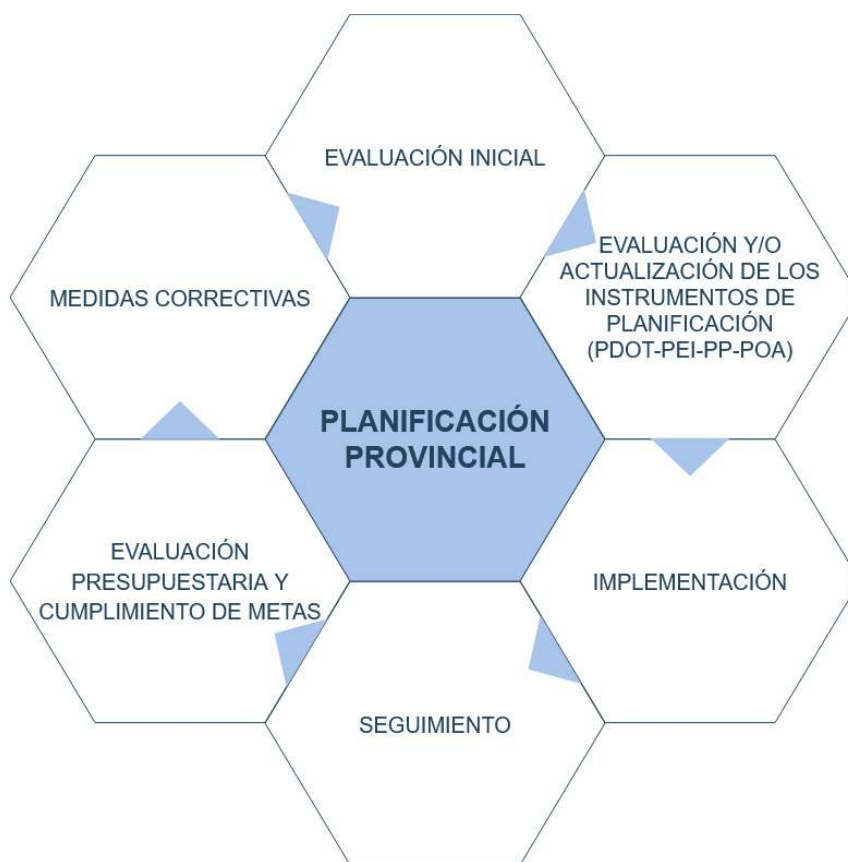 EVALUACIÓN INICIAL
EVALUACIÓN Y/O
ACTUALIZACIÓN DE LOS
INSTRUMENTOS DE
PLANIFICACIÓN
(PDOT-PEI-PP-POA)
MEDIDAS CORRECTIVAS
PLANIFICACIÓN
PROVINCIAL
EVALUACIÓN
PRESUPUESTARIA Y
CUMPLIMIENTO DE METAS
IMPLEMENTACIÓN
SEGUIMIENTO